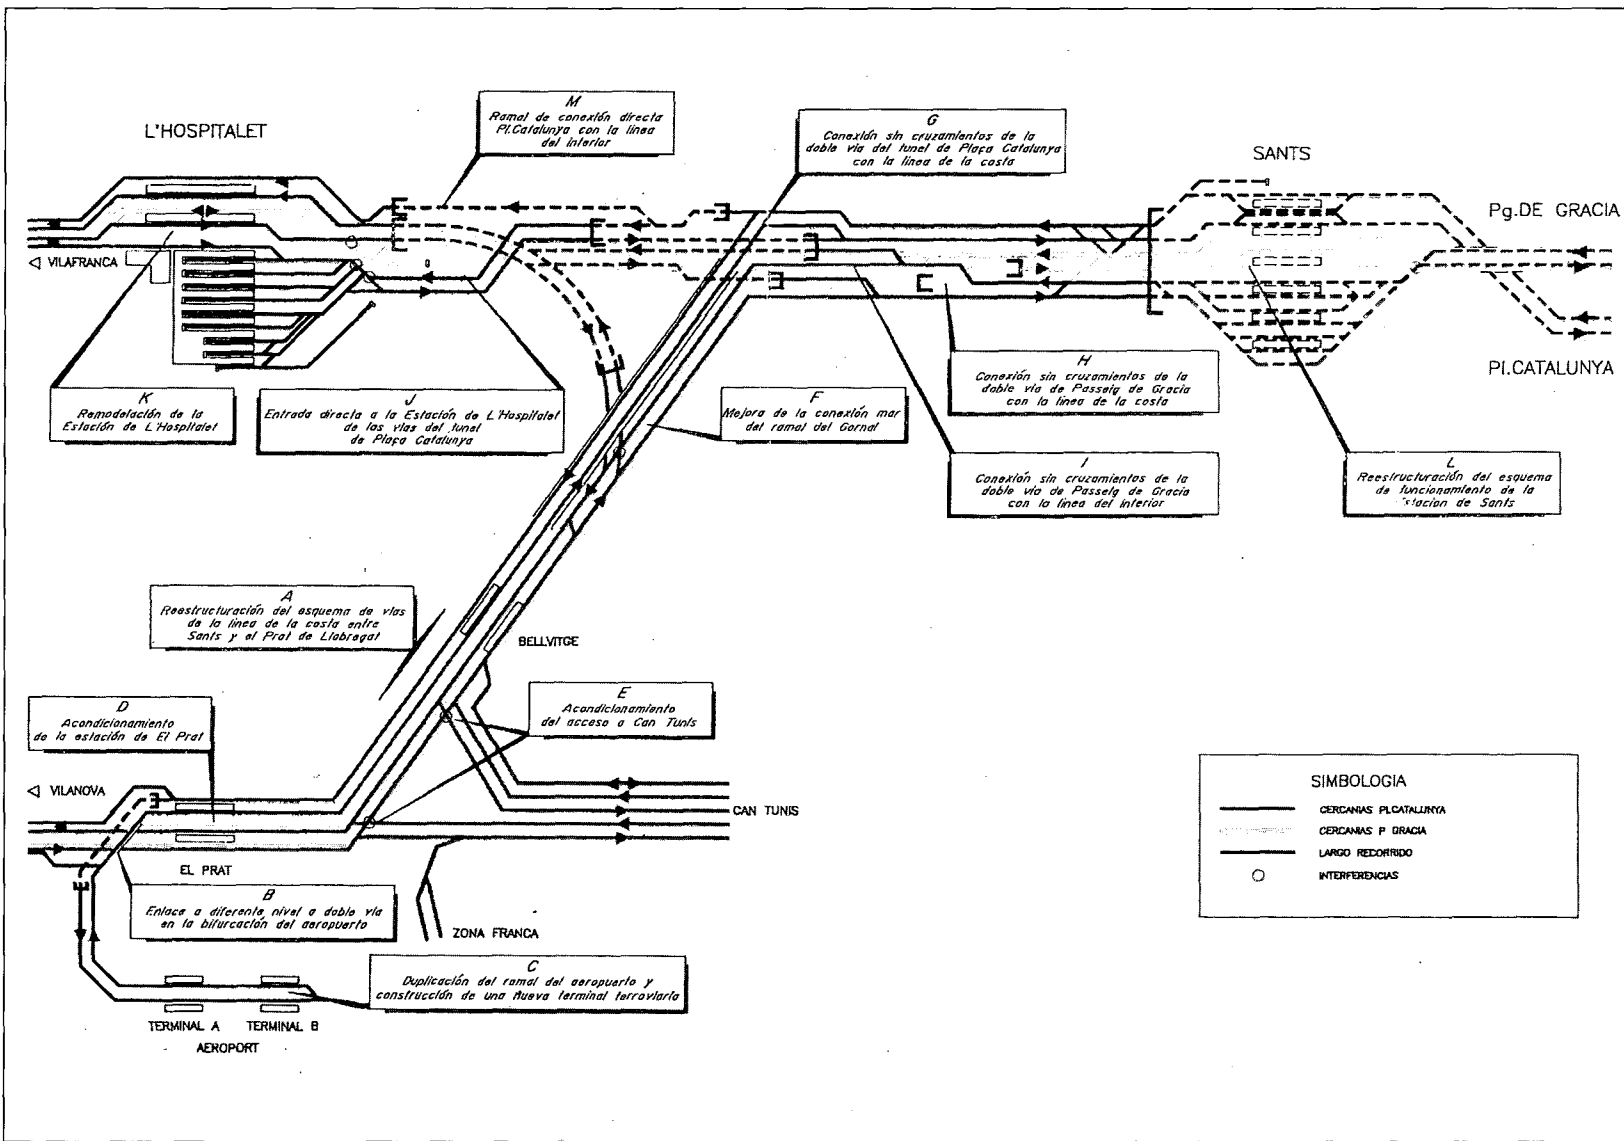 L'HOSPITALET
M
Ramal de conexión directa
Pl.Catalunya con la línea
del interior
G
Conexión sin cruzamientos de la
doble vía del tunel de Plaça Catalunya
con la línea de la costa
SANTS
Pg.DE GRACIA
VILAFRANCA
Pl.CATALUNYA
K
Remodelación de la
Estación de L'Hospitalet
J
Entrada directa a la Estación de L'Hospitalet
de las vías del tunel
de Plaça Catalunya
F
Mejora de la conexión mar
del ramal del Gornal
H
Conexión sin cruzamientos de la
doble vía de Passeig de Gracia
con la línea de la costa
I
Conexión sin cruzamientos de la
doble vía de Passeig de Gracia
con la línea del interior
L
Reestructuración del esquema
de funcionamiento de la
stacion de Sants
A
Reestructuración del esquema de vías
de la línea de la costa entre
Sants y el Prat de Llobregat
BELLVITGE
D
Acondicionamiento
de la estación de El Prat
E
Acondicionamiento
del acceso a Can Tunis
VILANOVA
CAN TUNIS
EL PRAT
B
Enlace a diferente nivel a doble vía
en la bifurcación del aeropuerto
ZONA FRANCA
C
Duplicación del ramal del aeropuerto y
construcción de una nueva terminal ferroviaria
TERMINAL A TERMINAL B
AEROPORT
SIMBOLOGIA
CERCANIAS PL.CATALUNYA
CERCANIAS P GRACIA
LARGO RECORRIDO
INTERFERENCIAS